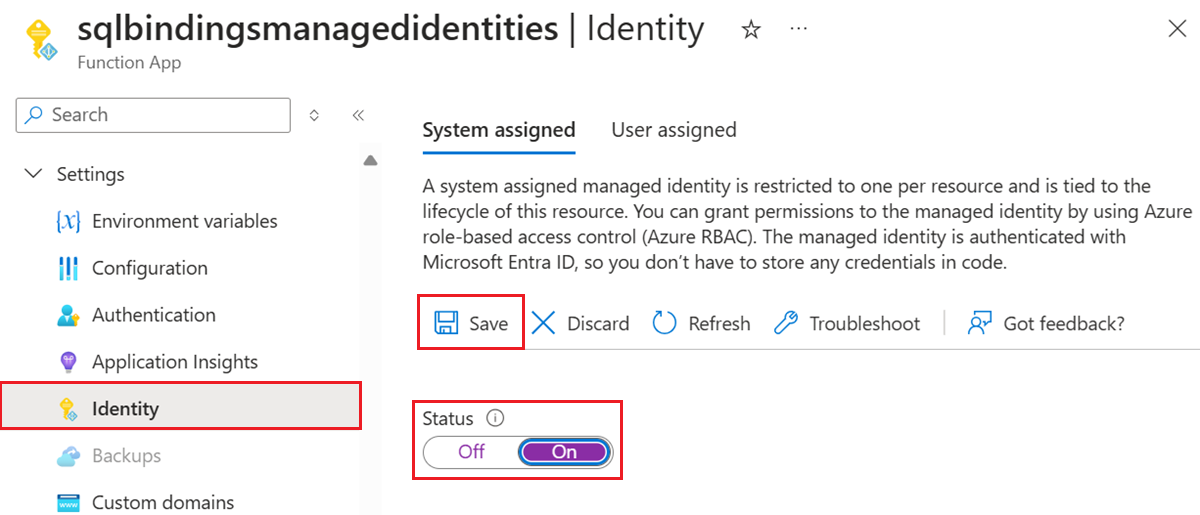 sqlbindingsmanagedidentities | Identity
Function App
Search
Settings
{x} Environment variables
Configuration
Authentication
Application Insights
Identity
Backups
www Custom domains
System assigned User assigned
A system assigned managed identity is restricted to one per resource and is tied to the
lifecycle of this resource. You can grant permissions to the managed identity by using Azure
role-based access control (Azure RBAC). The managed identity is authenticated with
Microsoft Entra ID, so you don’t have to store any credentials in code.
Save Discard Refresh Troubleshoot Got feedback?
Status
Off On